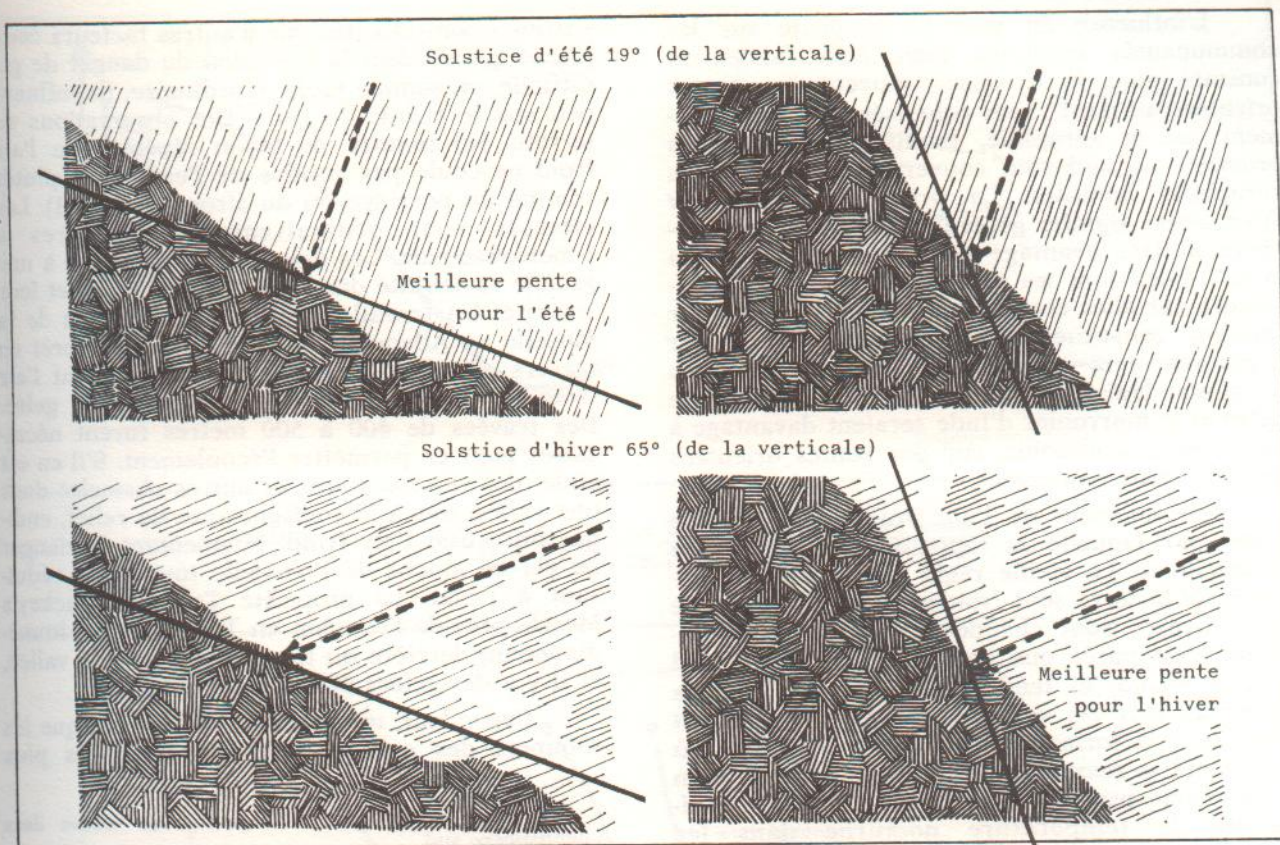 Solstice d'été 19° (de la verticale)
Meilleure pente
pour l'été
Solstice d'hiver 65° (de la verticale)
Meilleure pente
pour l'hiver